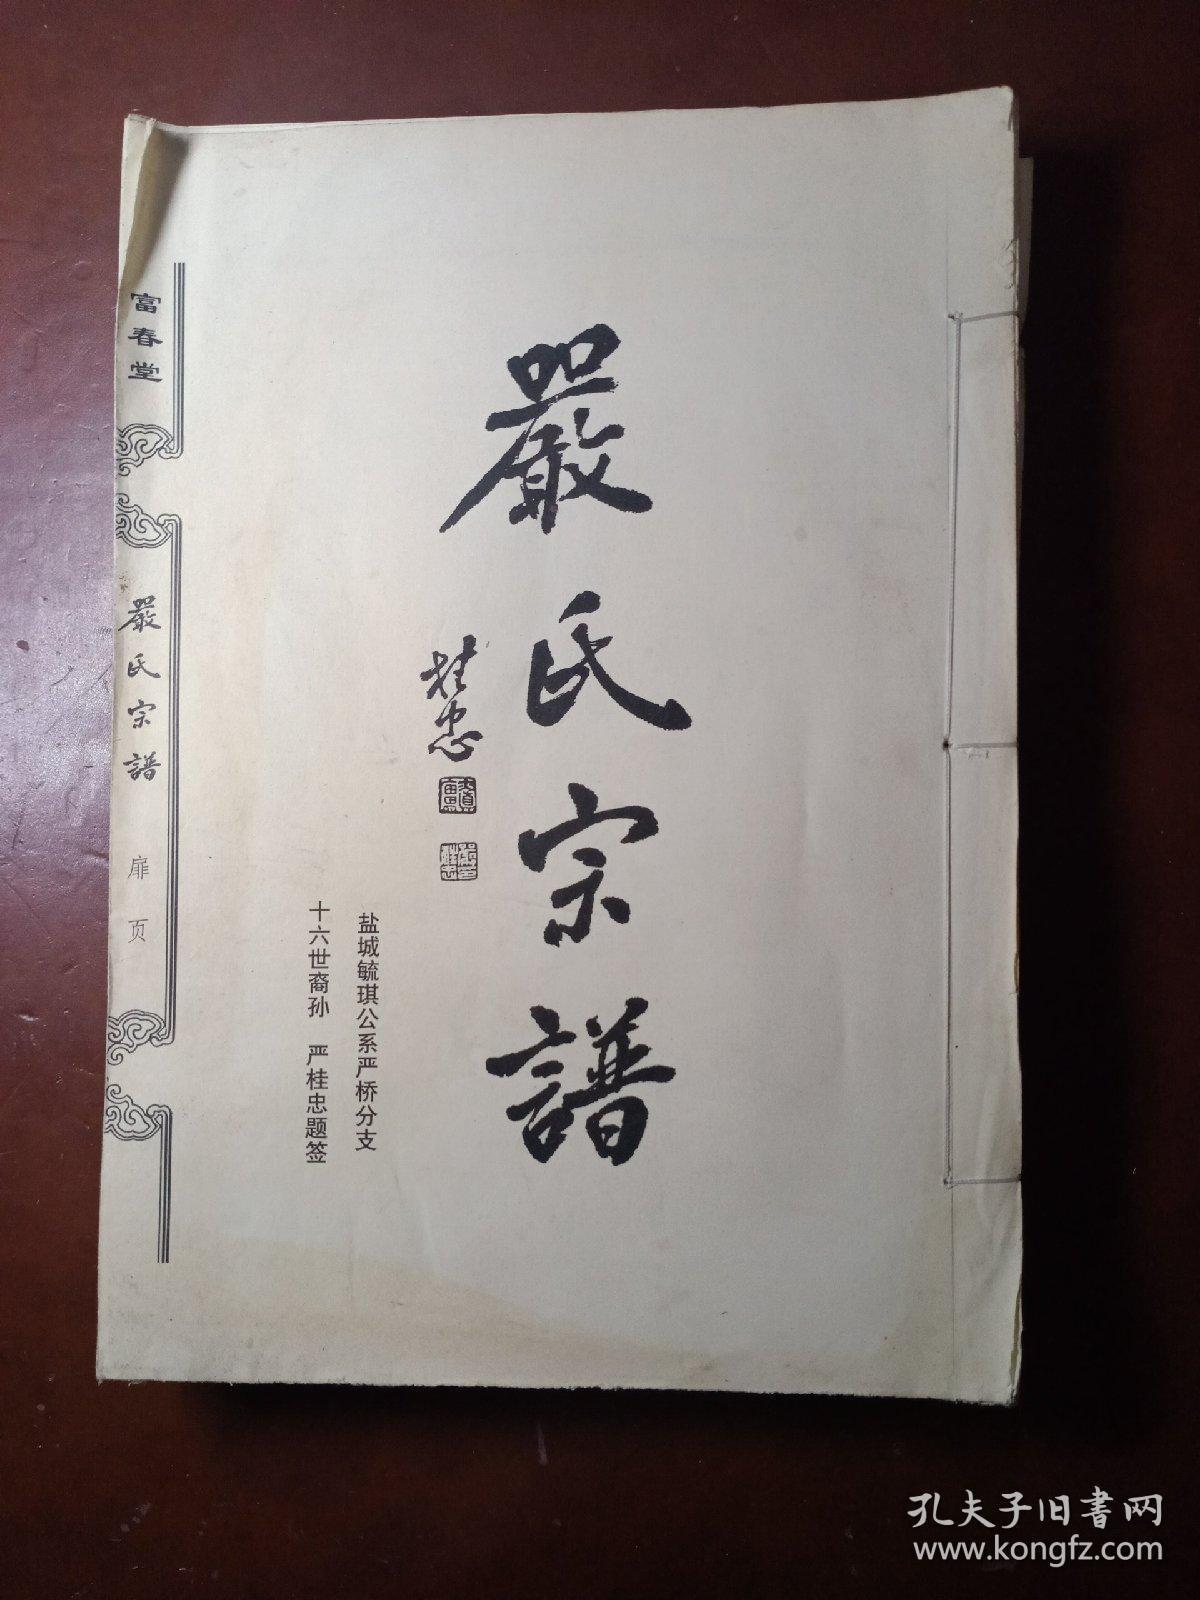 嚴氏宗譜
桂忠
盐城毓琪公系严桥分支
十六世裔孙 严桂忠题签
富春堂
嚴氏宗譜
扉页
孔夫子旧书网
www.kongfz.com